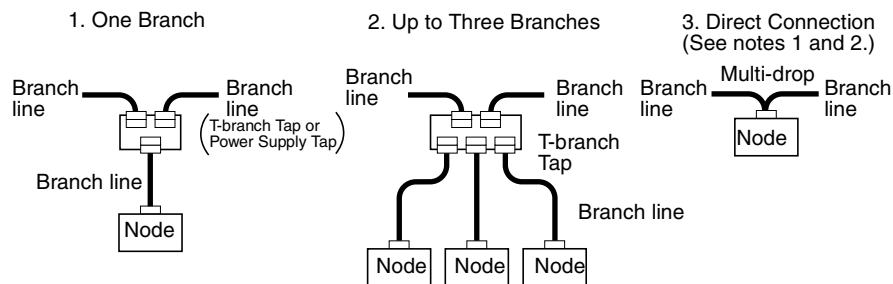 1. One Branch
Branch
line
Branch
line
(T-branch Tap or
Power Supply Tap)
Branch line
Node
2. Up to Three Branches
Branch
line
Branch
line
T-branch
Tap
Branch line
Node
Node
Node
3. Direct Connection
(See notes 1 and 2.)
Branch
line
Multi-drop
Branch
line
Node